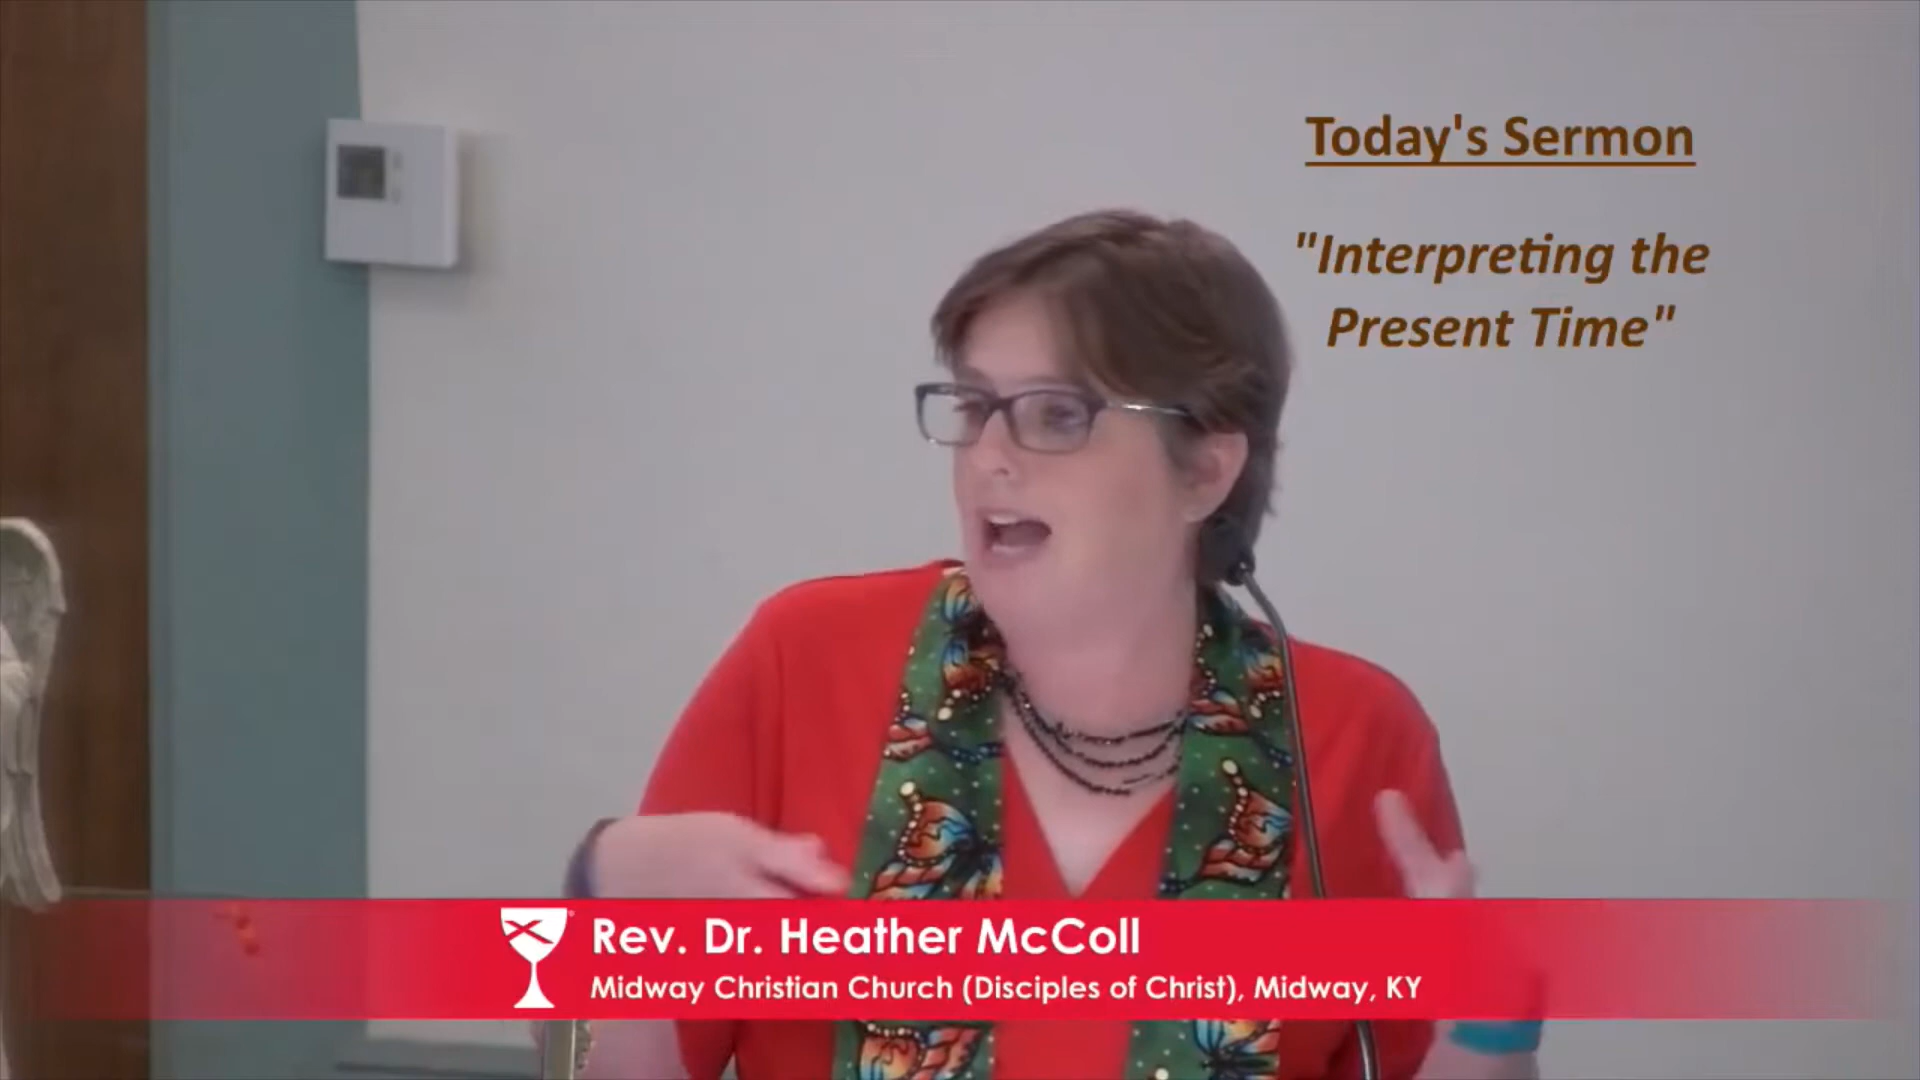 Today's Sermon
"Interpreting the
Present Time"
Rev. Dr. Heather McColl
Midway Christian Church (Disciples of Christ), Midway, KY